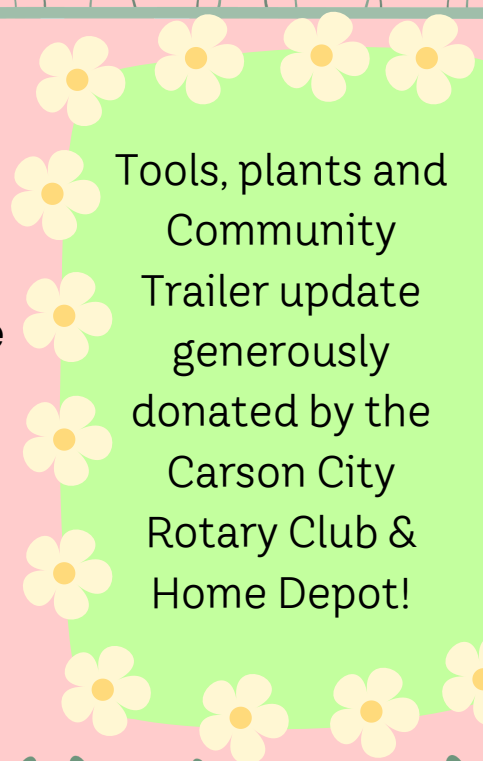 Tools, plants and
Community
Trailer update
generously
donated by the
Carson City
Rotary Club &
Home Depot!